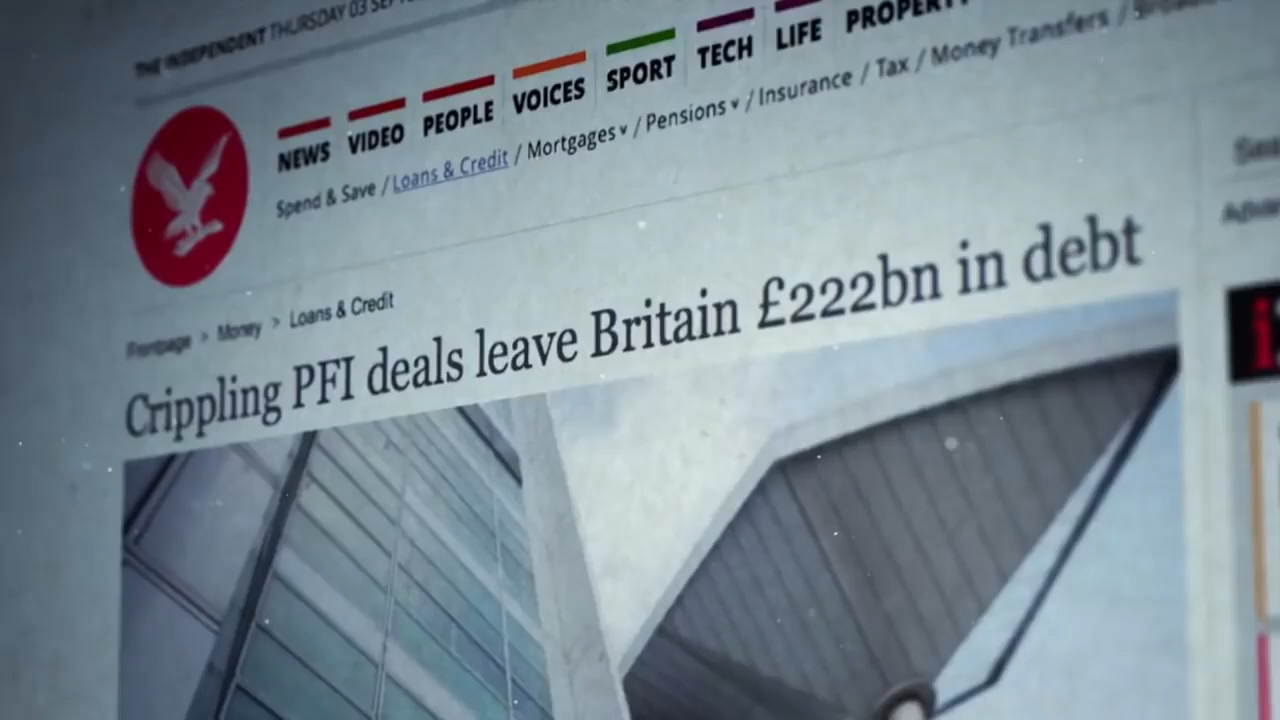 THE INDEPENDENT THURSDAY 03
NEWS VIDEO PEOPLE VOICES SPORT TECH LIFE PROPERTY
Spend & Save / Loans & Credit / Mortgages / Pensions / Insurance / Tax / Money Transfers /
Frontpage > Money > Loans & Credit
Crippling PFI deals leave Britain £222bn in debt